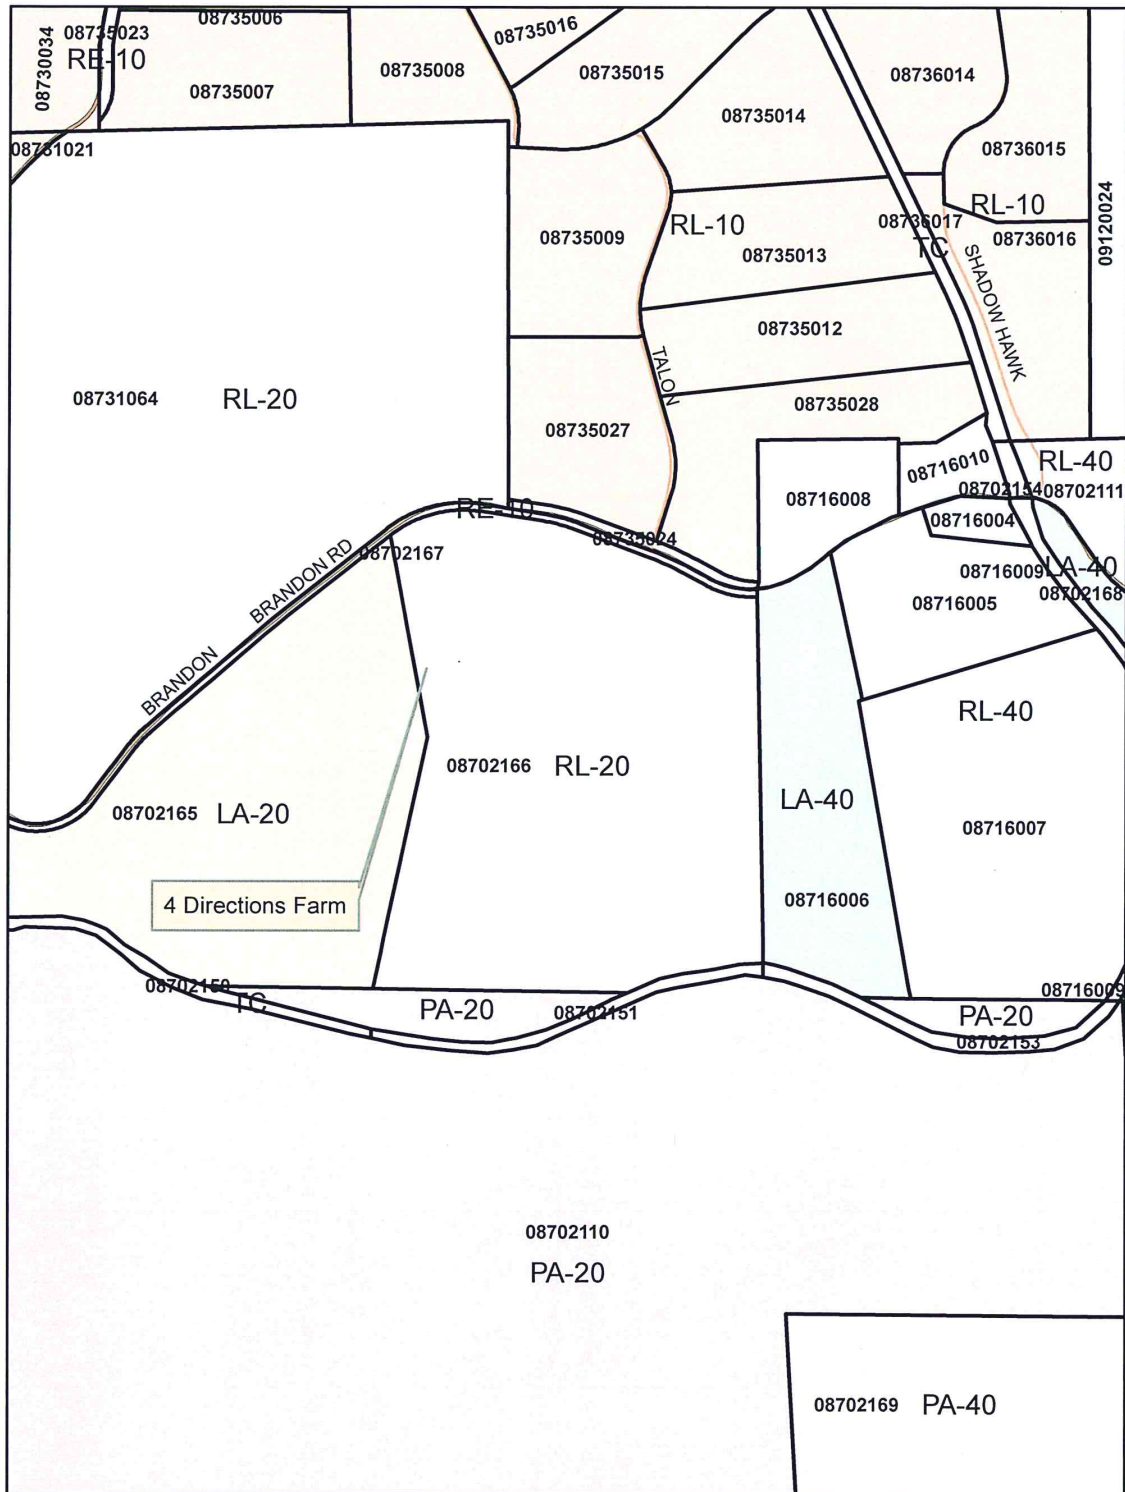 08735006
08735016
08735023
08730034
RE-10
08735008
08735015
08736014
08735007
08735014
08731021
08736015
RL-10
09120024
08736017
RL-10
08735009
08736016
TC
08735013
SHADOW HAWK
08735012
TALON
08731064
RL-20
08735028
08735027
08716010
RL-40
08702154
08702111
08716008
RE-10
08716004
08735024
08702167
LA-40
08716009
BRANDON RD
08702168
08716005
BRANDON
RL-40
08702166
RL-20
LA-40
08702165
LA-20
08716007
08716006
4 Directions Farm
08702150
08716009
TC
PA-20
08702151
PA-20
08702153
08702110
PA-20
08702169
PA-40